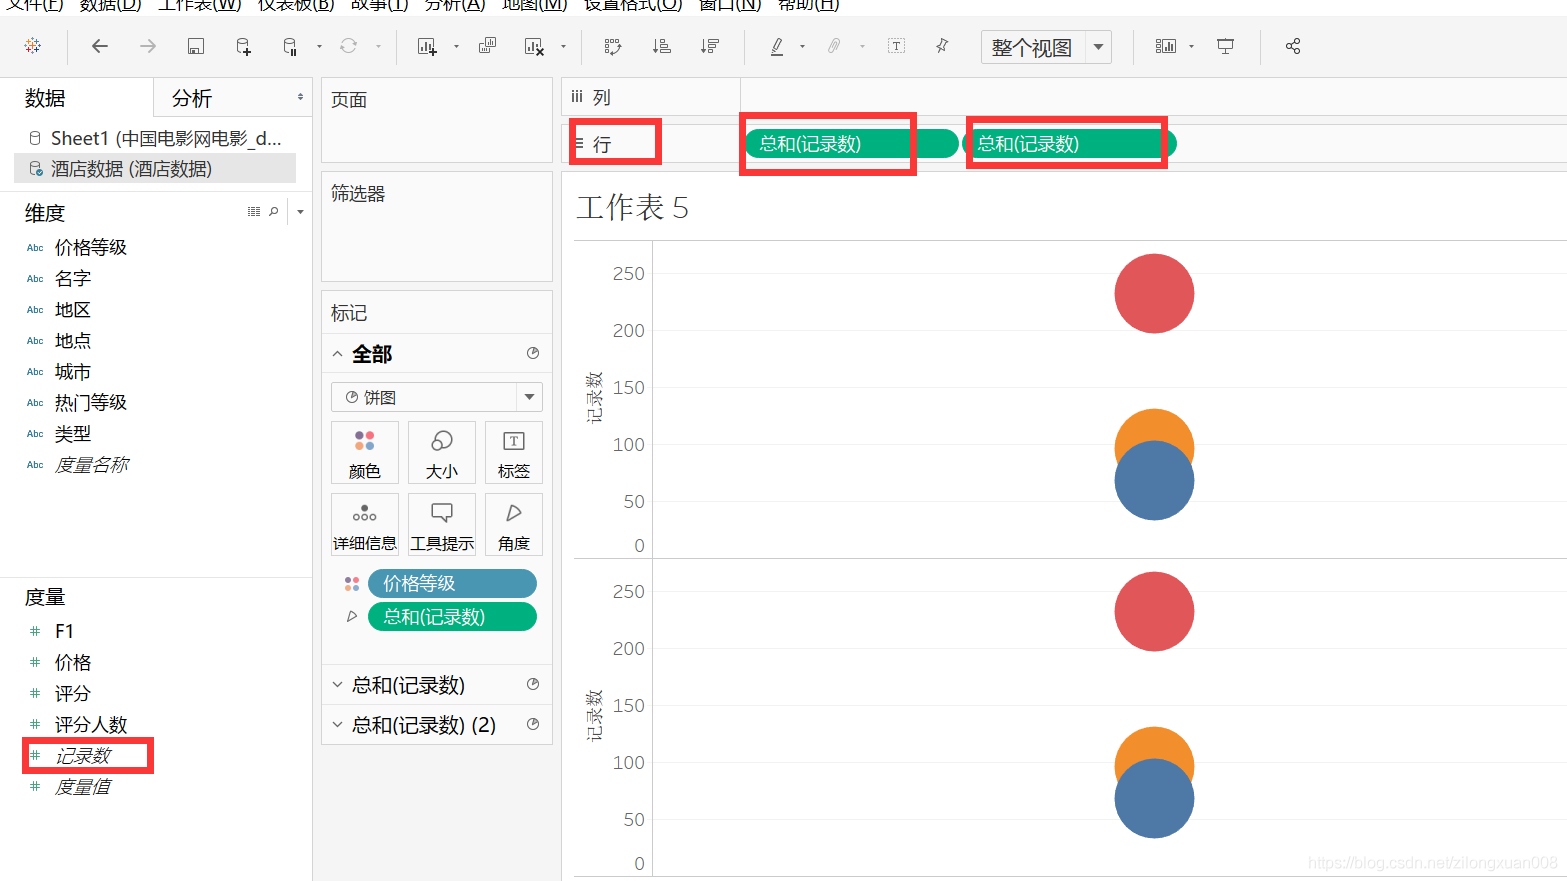 文件(F) 数据(D) 工作表(W) 仪表板(B) 故事(T) 分析(A) 地图(M) 设置格式(O) 窗口(N) 帮助(H)
整个视图
数据 分析
Sheet1 (中国电影网电影_d...
酒店数据 (酒店数据)
维度
Abc 价格等级
Abc 名字
Abc 地区
Abc 地点
Abc 城市
Abc 热门等级
Abc 类型
Abc 度量名称
度量
# F1
# 价格
# 评分
# 评分人数
# 记录数
# 度量值
页面
筛选器
标记
全部
饼图
颜色 大小 标签
详细信息 工具提示 角度
价格等级
总和(记录数)
总和(记录数)
总和(记录数) (2)
列
行 总和(记录数) 总和(记录数)
工作表 5
记录数
250
200
150
100
50
0
记录数
250
200
150
100
50
0
https://blog.csdn.net/zilongxuan008